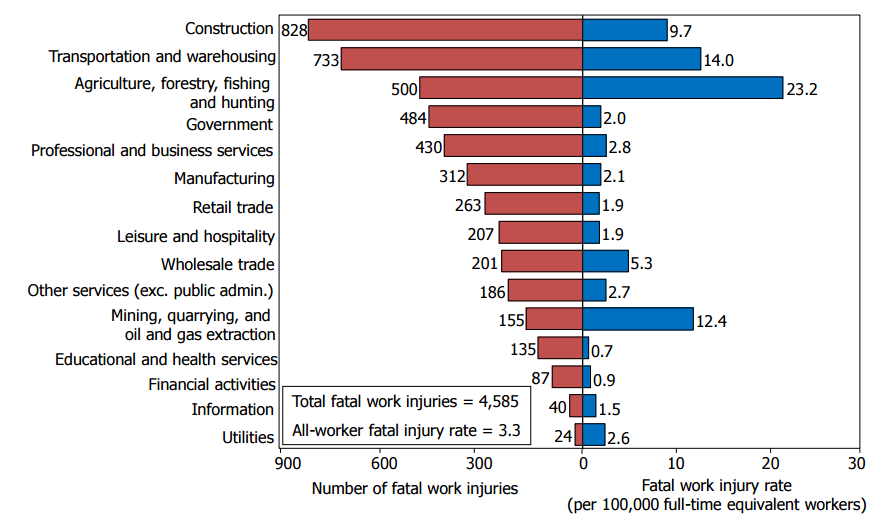 Construction 828 9.7
Transportation and warehousing 733 14.0
Agriculture, forestry, fishing
and hunting 500 23.2
Government 484 2.0
Professional and business services 430 2.8
Manufacturing 312 2.1
Retail trade 263 1.9
Leisure and hospitality 207 1.9
Wholesale trade 201 5.3
Other services (exc. public admin.) 186 2.7
Mining, quarrying, and
oil and gas extraction 155 12.4
Educational and health services 135 0.7
Financial activities 87 0.9
Information 40 1.5
Utilities 24 2.6
Total fatal work injuries = 4,585
All-worker fatal injury rate = 3.3
900 600 300 0 10 20 30
Number of fatal work injuries
Fatal work injury rate
(per 100,000 full-time equivalent workers)